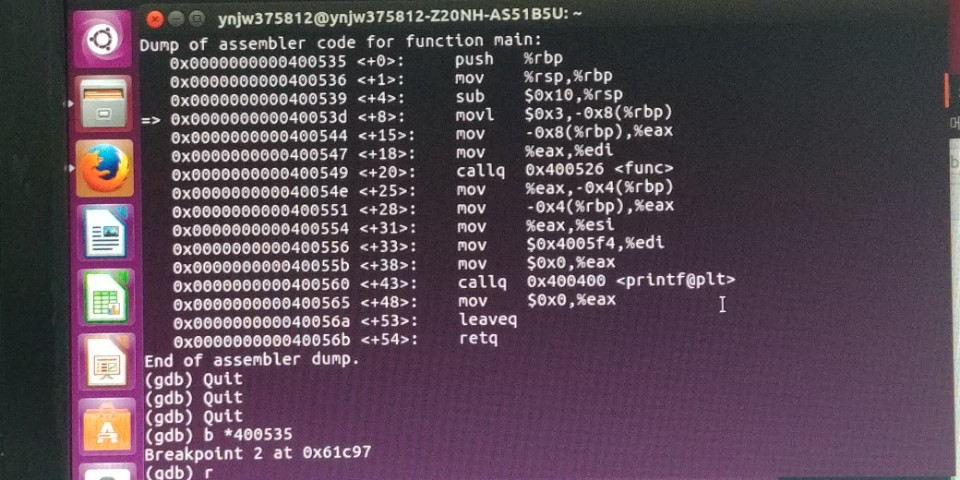 ynjw375812@ynjw375812-Z20NH-AS51B5U: ~
Dump of assembler code for function main:
0x0000000000400535 <+0>: push %rbp
0x0000000000400536 <+1>: mov %rsp,%rbp
0x0000000000400539 <+4>: sub $0x10,%rsp
=> 0x000000000040053d <+8>: movl $0x3,-0x8(%rbp)
0x0000000000400544 <+15>: mov -0x8(%rbp),%eax
0x0000000000400547 <+18>: mov %eax,%edi
0x0000000000400549 <+20>: callq 0x400526 <func>
0x000000000040054e <+25>: mov %eax,-0x4(%rbp)
0x0000000000400551 <+28>: mov -0x4(%rbp),%eax
0x0000000000400554 <+31>: mov %eax,%esi
0x0000000000400556 <+33>: mov $0x4005f4,%edi
0x000000000040055b <+38>: mov $0x0,%eax
0x0000000000400560 <+43>: callq 0x400400 <printf@plt>
0x0000000000400565 <+48>: mov $0x0,%eax
0x000000000040056a <+53>: leaveq
0x000000000040056b <+54>: retq
End of assembler dump.
(gdb) Quit
(gdb) Quit
(gdb) Quit
(gdb) b *400535
Breakpoint 2 at 0x61c97
(gdb) r